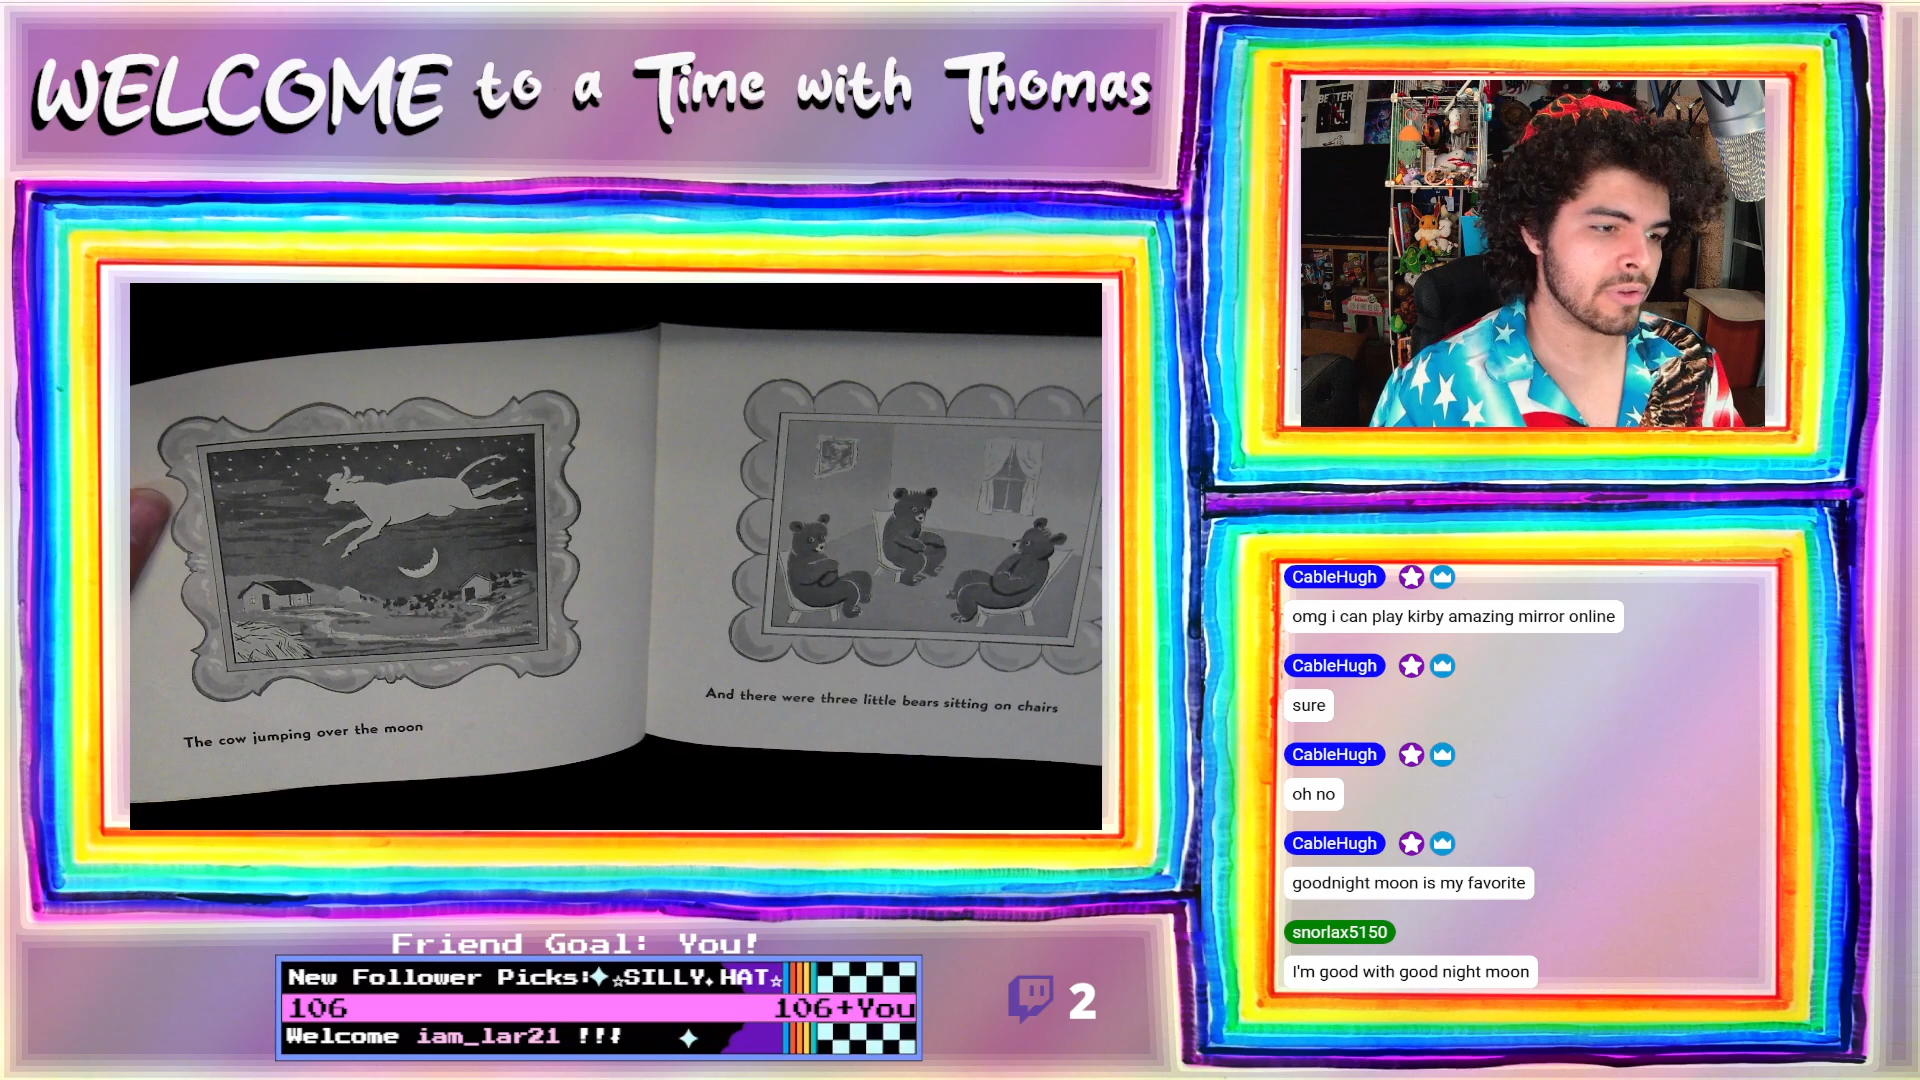 WELCOME to a Time with Thomas
The cow jumping over the moon
And there were three little bears sitting on chairs
CableHugh
omg i can play kirby amazing mirror online
CableHugh
sure
CableHugh
oh no
CableHugh
goodnight moon is my favorite
snorlax5150
I'm good with good night moon
Friend Goal: You!
New Follower Picks:✦☆SILLY✦HAT☆
106 106+You
Welcome iam_lar21 !!!
2